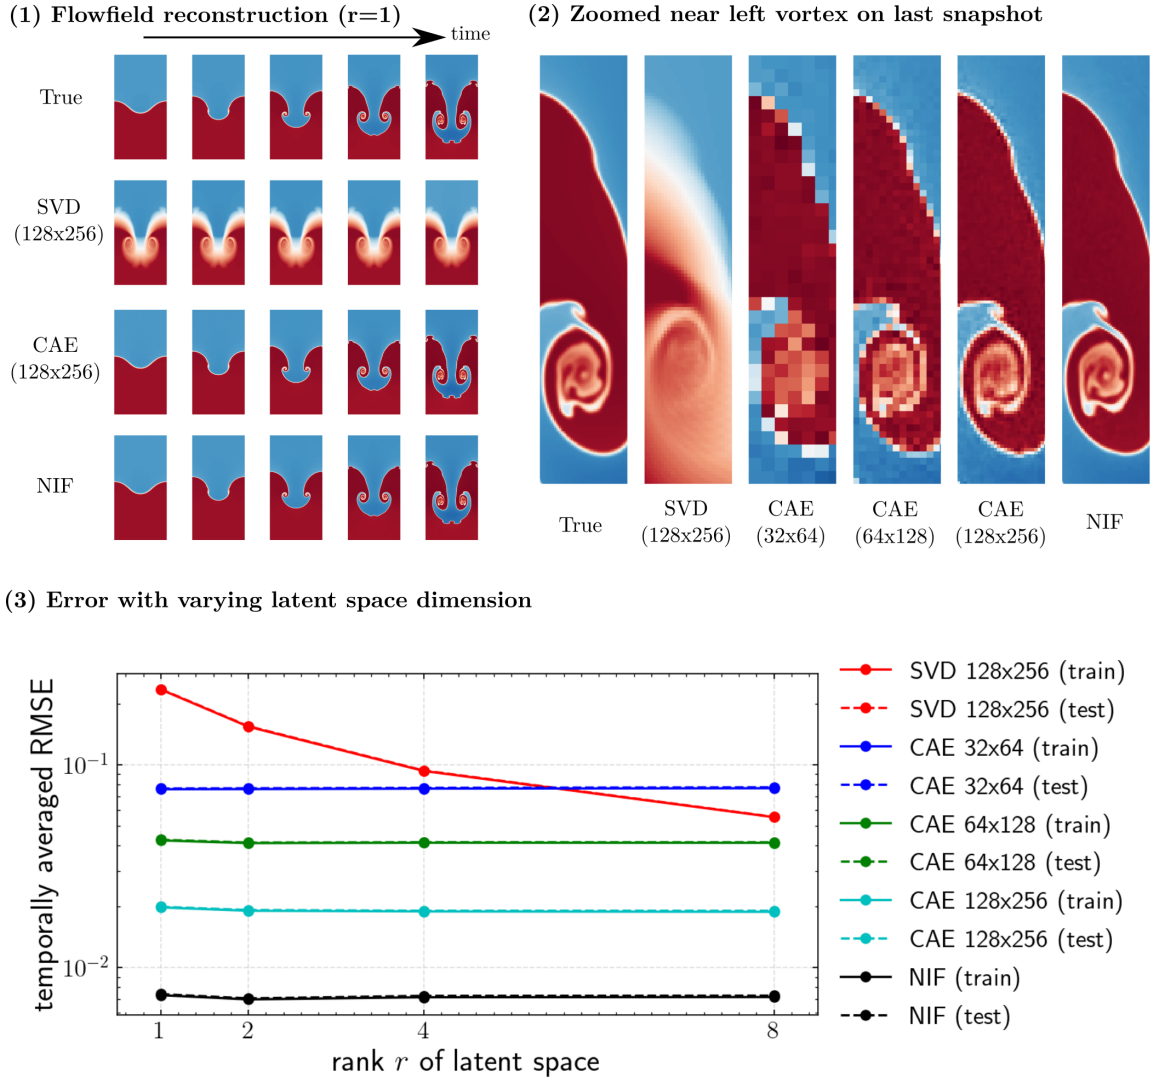 (1) Flowfield reconstruction (r=1)
time
True
SVD
(128x256)
CAE
(128x256)
NIF
(2) Zoomed near left vortex on last snapshot
True
SVD
(128x256)
CAE
(32x64)
CAE
(64x128)
CAE
(128x256)
NIF
(3) Error with varying latent space dimension
temporally averaged RMSE
10⁻¹
10⁻²
1
2
4
8
rank r of latent space
SVD 128x256 (train)
SVD 128x256 (test)
CAE 32x64 (train)
CAE 32x64 (test)
CAE 64x128 (train)
CAE 64x128 (test)
CAE 128x256 (train)
CAE 128x256 (test)
NIF (train)
NIF (test)